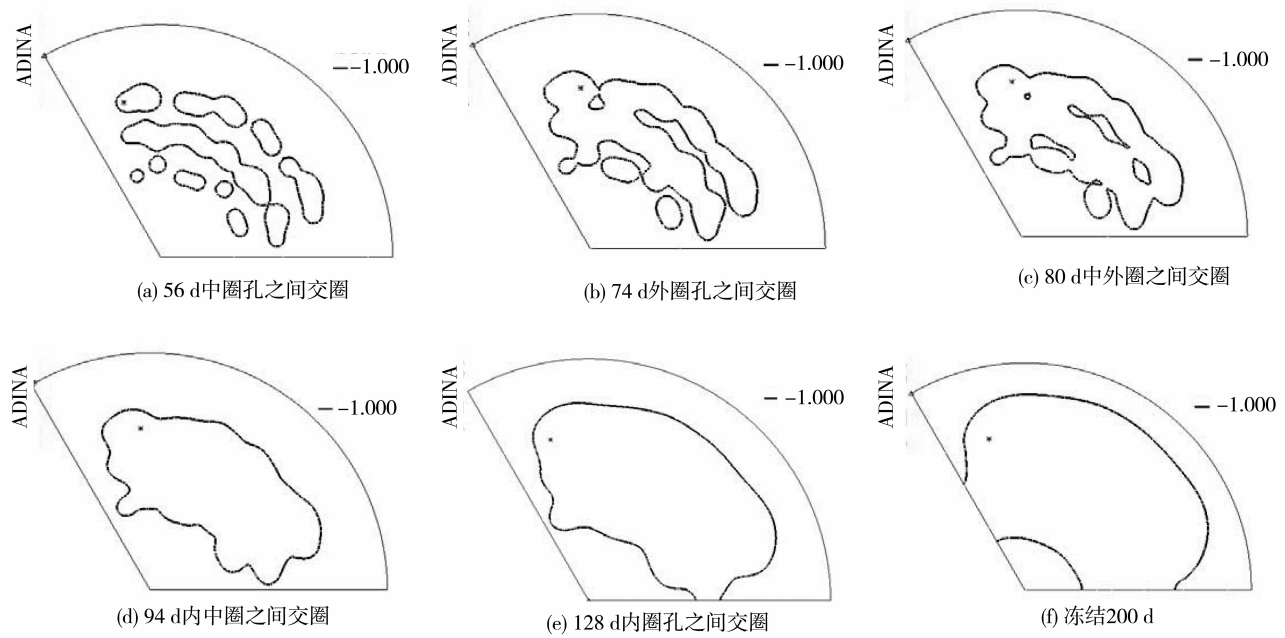 ADINA
-1.000
(a) 56 d中圈孔之间交圈
ADINA
-1.000
(b) 74 d外圈孔之间交圈
ADINA
-1.000
(c) 80 d中外圈之间交圈
ADINA
-1.000
(d) 94 d内中圈之间交圈
ADINA
-1.000
(e) 128 d内圈孔之间交圈
ADINA
-1.000
(f) 冻结200 d